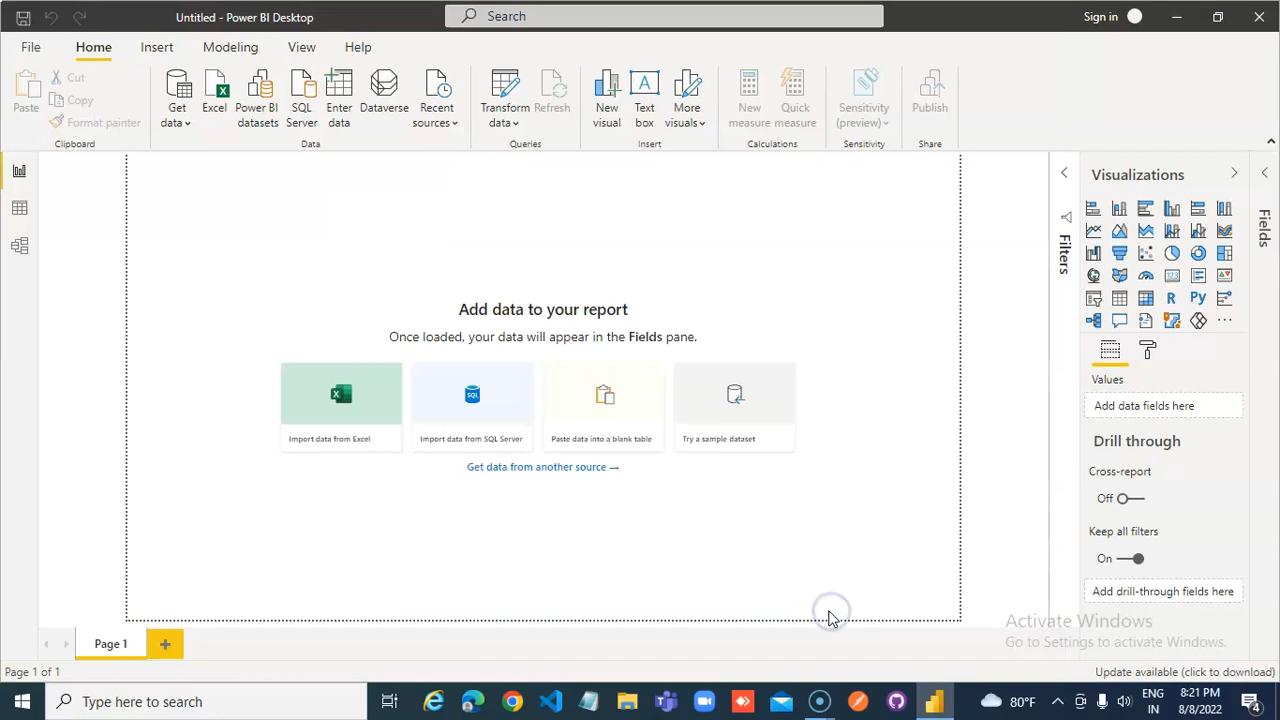 Untitled - Power BI Desktop
Search
Sign in
File
Home
Insert
Modeling
View
Help
Paste
Cut
Copy
Format painter
Clipboard
Get data
Excel
Power BI datasets
SQL Server
Enter data
Dataverse
Recent sources
Data
Transform data
Refresh
Queries
New visual
Text box
A
More visuals
Insert
New measure
Quick measure
Calculations
Sensitivity (preview)
Sensitivity
Publish
Share
Add data to your report
Once loaded, your data will appear in the Fields pane.
SQL
Import data from Excel
Import data from SQL Server
Paste data into a blank table
Try a sample dataset
Get data from another source →
Filters
Visualizations
123
R
Py
Values
Add data fields here
Drill through
Cross-report
Off
Keep all filters
On
Add drill-through fields here
Fields
Activate Windows
Go to Settings to activate Windows.
Page 1
Page 1 of 1
Update available (click to download)
Type here to search
80°F
ENG
IN
8:21 PM
8/8/2022
4